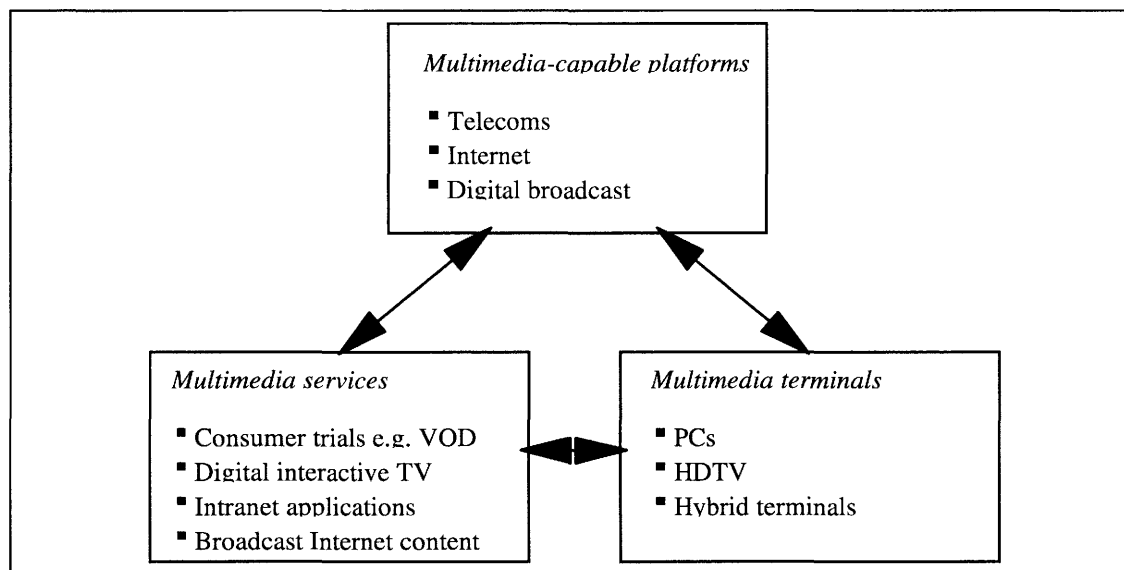 Multimedia-capable platforms
▪ Telecoms
▪ Internet
▪ Digital broadcast
Multimedia services
▪ Consumer trials e.g. VOD
▪ Digital interactive TV
▪ Intranet applications
▪ Broadcast Internet content
Multimedia terminals
▪ PCs
▪ HDTV
▪ Hybrid terminals